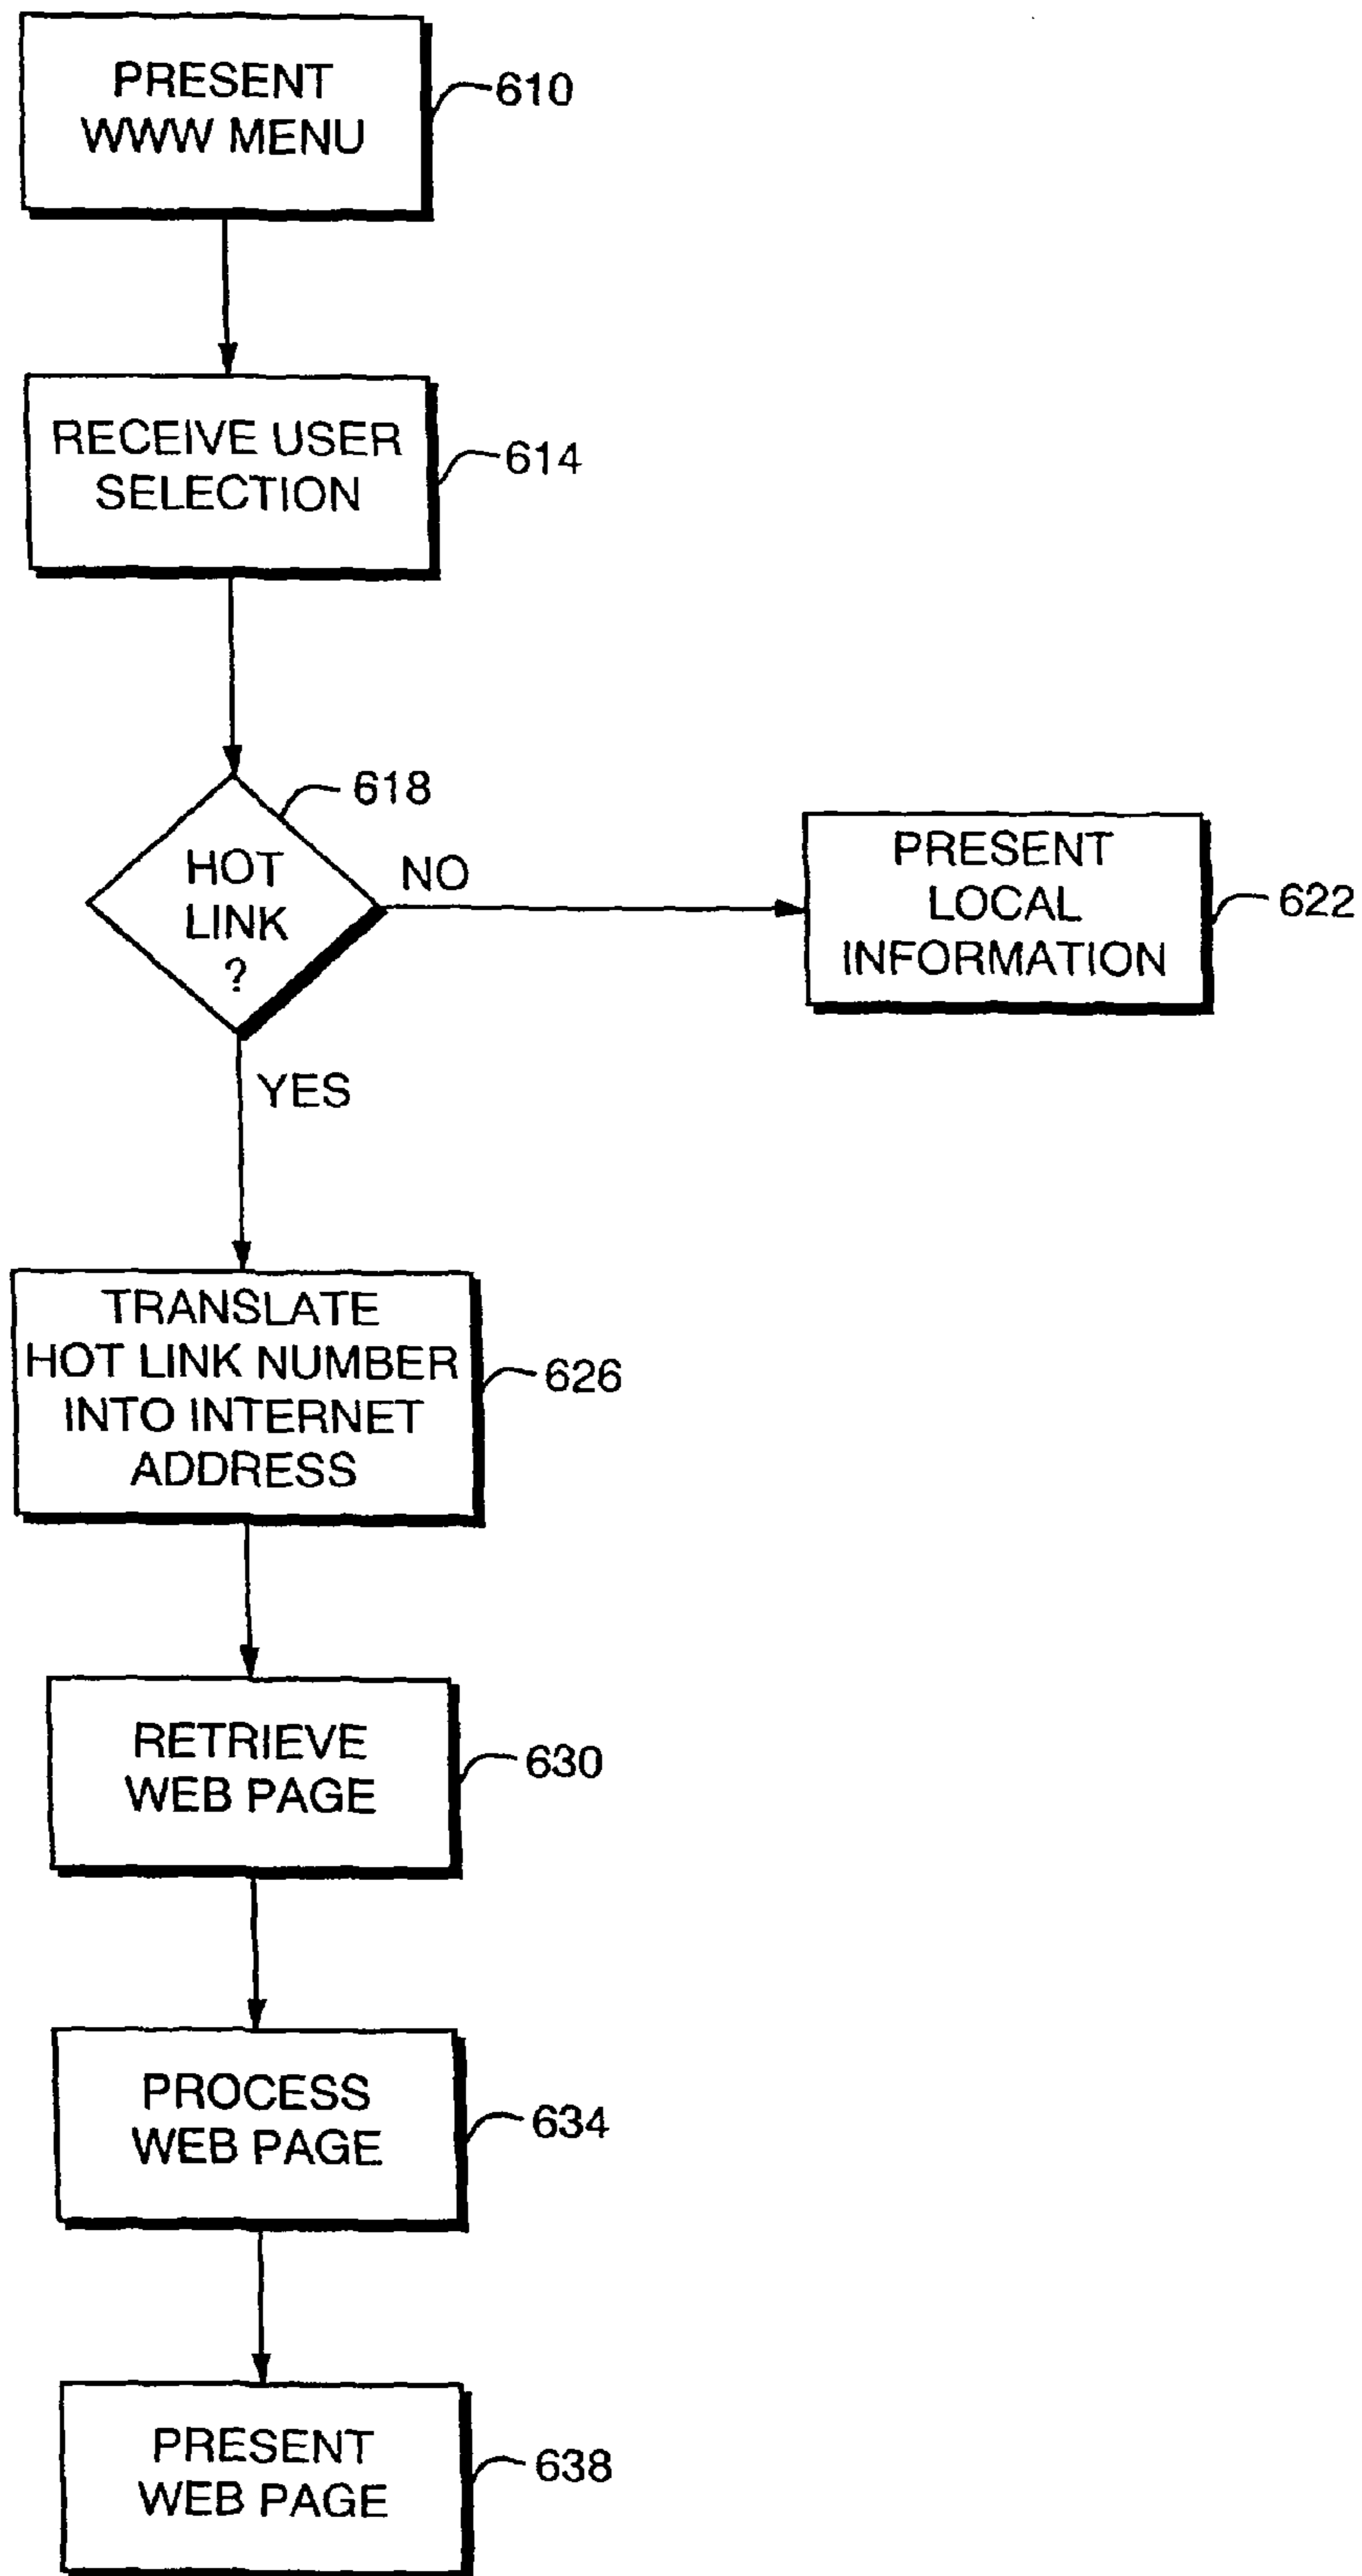 PRESENT
WWW MENU
610
RECEIVE USER
SELECTION
614
618
HOT
LINK
?
NO
PRESENT
LOCAL
INFORMATION
622
YES
TRANSLATE
HOT LINK NUMBER
INTO INTERNET
ADDRESS
626
RETRIEVE
WEB PAGE
630
PROCESS
WEB PAGE
634
PRESENT
WEB PAGE
638